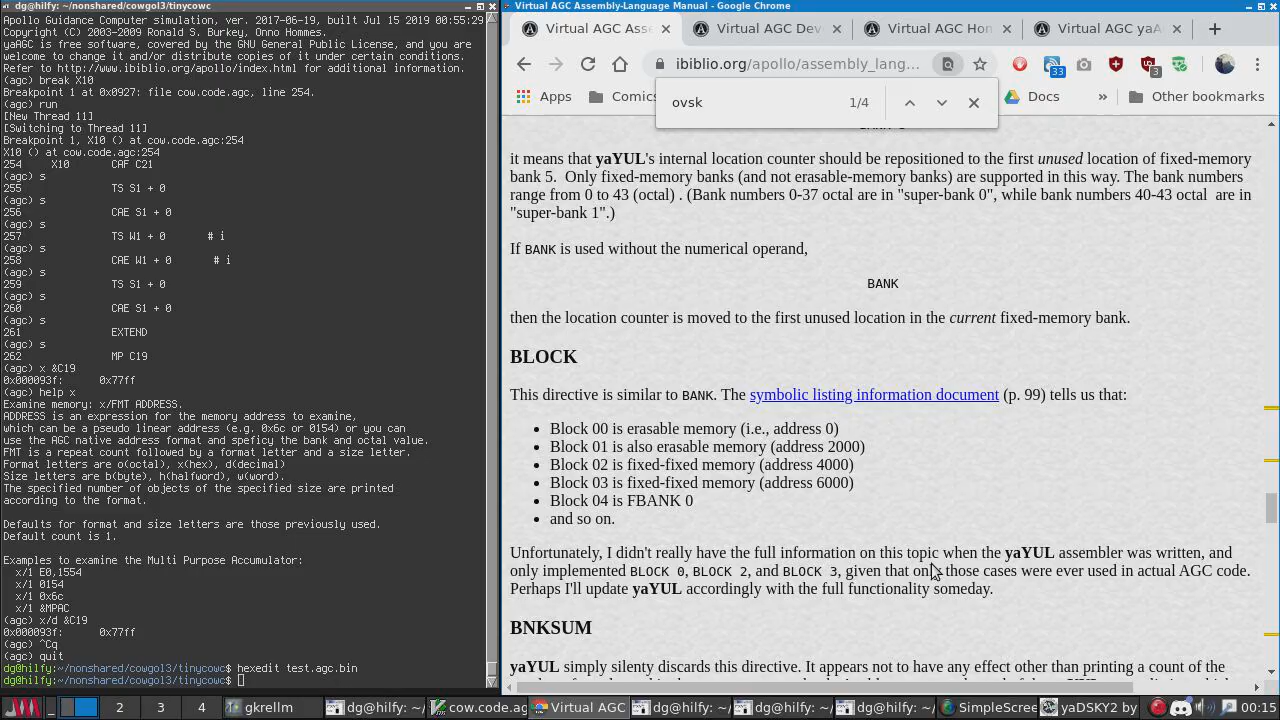 dg@hilfy: ~/nonshared/cowgol3/tinycowc
Apollo Guidance Computer simulation, ver. 2017-06-19, built Jul 15 2019 00:55:29
Copyright (C) 2003-2009 Ronald S. Burkey, Onno Hommes.
yaAGC is free software, covered by the GNU General Public License, and you are
welcome to change it and/or distribute copies of it under certain conditions.
Refer to http://www.ibiblio.org/apollo/index.html for additional information
(agc) break X10
Breakpoint 1 at 0x0927: file cow.code.agc, line 254.
(agc) run
[New Thread 11]
[Switching to Thread 11]
Breakpoint 1, X10 () at cow.code.agc:254
X10 () at cow.code.agc:254
254 X10 CAF C21
(agc) s
255 TS S1 + 0
(agc) s
256 CAE S1 + 0
(agc) s
257 TS W1 + 0 # i
(agc) s
258 CAE W1 + 0 # i
(agc) s
259 TS S1 + 0
(agc) s
260 CAE S1 + 0
(agc) s
261 EXTEND
(agc) s
262 MP C19
(agc) x &C19
0x000093f: 0x77ff
(agc) help x
Examine memory: x/FMT ADDRESS.
ADDRESS is an expression for the memory address to examine,
which can be a pseudo linear address (e.g. 0x6c or 0154) or you can
use the AGC native address format and speficy the bank and octal value.
FMT is a repeat count followed by a format letter and a size letter.
Format letters are o(octal), x(hex), d(decimal)
Size letters are b(byte), h(halfword), w(word).
The specified number of objects of the specified size are printed
according to the format.
Defaults for format and size letters are those previously used.
Default count is 1.
Examples to examine the Multi Purpose Accumulator:
x/1 E0,1554
x/1 0154
x/1 0x6c
x/1 &MPAC
(agc) x/d &C19
0x000093f: 0x77ff
(agc) ^Cq
(agc) quit
dg@hilfy:~/nonshared/cowgol3/tinycowc$ hexedit test.agc.bin
dg@hilfy:~/nonshared/cowgol3/tinycowc$
Virtual AGC Assembly-Language Manual - Google Chrome
Virtual AGC Asse
Virtual AGC Dev
Virtual AGC Hon
Virtual AGC yaA
ibiblio.org/apollo/assembly_lang...
33
3
Apps
Comics
Docs
»
Other bookmarks
ovsk
1/4
it means that yaYUL's internal location counter should be repositioned to the first unused location of fixed-memory
bank 5. Only fixed-memory banks (and not erasable-memory banks) are supported in this way. The bank numbers
range from 0 to 43 (octal) . (Bank numbers 0-37 octal are in "super-bank 0", while bank numbers 40-43 octal are in
"super-bank 1".)
If BANK is used without the numerical operand,
BANK
then the location counter is moved to the first unused location in the current fixed-memory bank.
BLOCK
This directive is similar to BANK. The symbolic listing information document (p. 99) tells us that:
• Block 00 is erasable memory (i.e., address 0)
• Block 01 is also erasable memory (address 2000)
• Block 02 is fixed-fixed memory (address 4000)
• Block 03 is fixed-fixed memory (address 6000)
• Block 04 is FBANK 0
• and so on.
Unfortunately, I didn't really have the full information on this topic when the yaYUL assembler was written, and
only implemented BLOCK 0, BLOCK 2, and BLOCK 3, given that only those cases were ever used in actual AGC code.
Perhaps I'll update yaYUL accordingly with the full functionality someday.
BNKSUM
yaYUL simply silenty discards this directive. It appears not to have any effect other than printing a count of the
2
3
4
gkrellm
dg@hilfy: ~/
cow.code.ag
Virtual AGC
dg@hilfy: ~/
dg@hilfy: ~/
dg@hilfy: ~/
SimpleScree
yaDSKY2 by
00:15